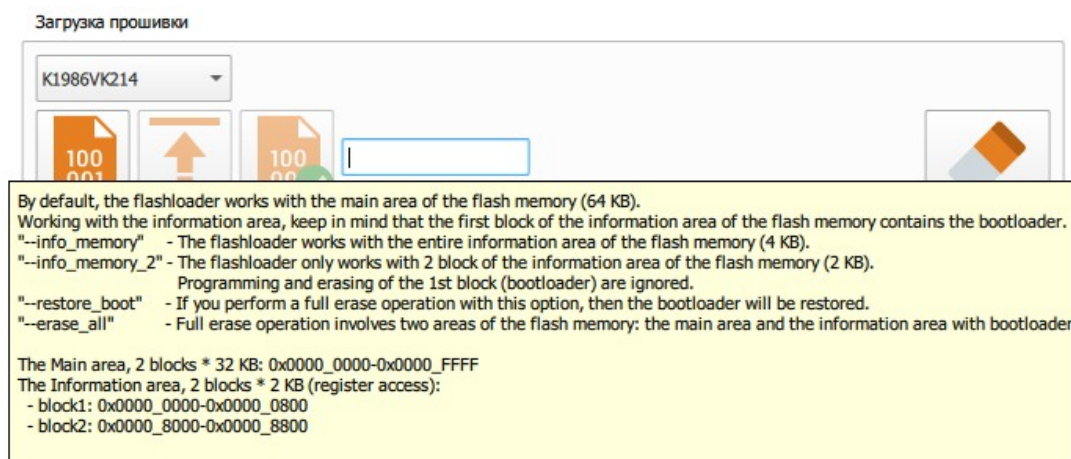 Загрузка прошивки
K1986VK214
100
001
100
By default, the flashloader works with the main area of the flash memory (64 KB).
Working with the information area, keep in mind that the first block of the information area of the flash memory contains the bootloader.
"--info_memory" - The flashloader works with the entire information area of the flash memory (4 KB).
"--info_memory_2" - The flashloader only works with 2 block of the information area of the flash memory (2 KB).
Programming and erasing of the 1st block (bootloader) are ignored.
"--restore_boot" - If you perform a full erase operation with this option, then the bootloader will be restored.
"--erase_all" - Full erase operation involves two areas of the flash memory: the main area and the information area with bootloader
The Main area, 2 blocks * 32 KB: 0x0000_0000-0x0000_FFFF
The Information area, 2 blocks * 2 KB (register access):
- block1: 0x0000_0000-0x0000_0800
- block2: 0x0000_8000-0x0000_8800